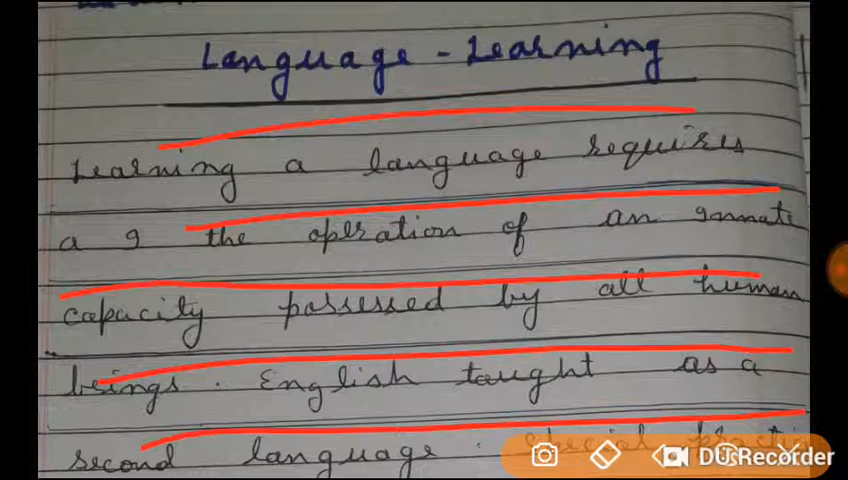 Language - Learning
Learning a language requires
a 9 the operation of an innate
capacity possessed by all human
beings. English taught as a
second language. Special
DU Recorder